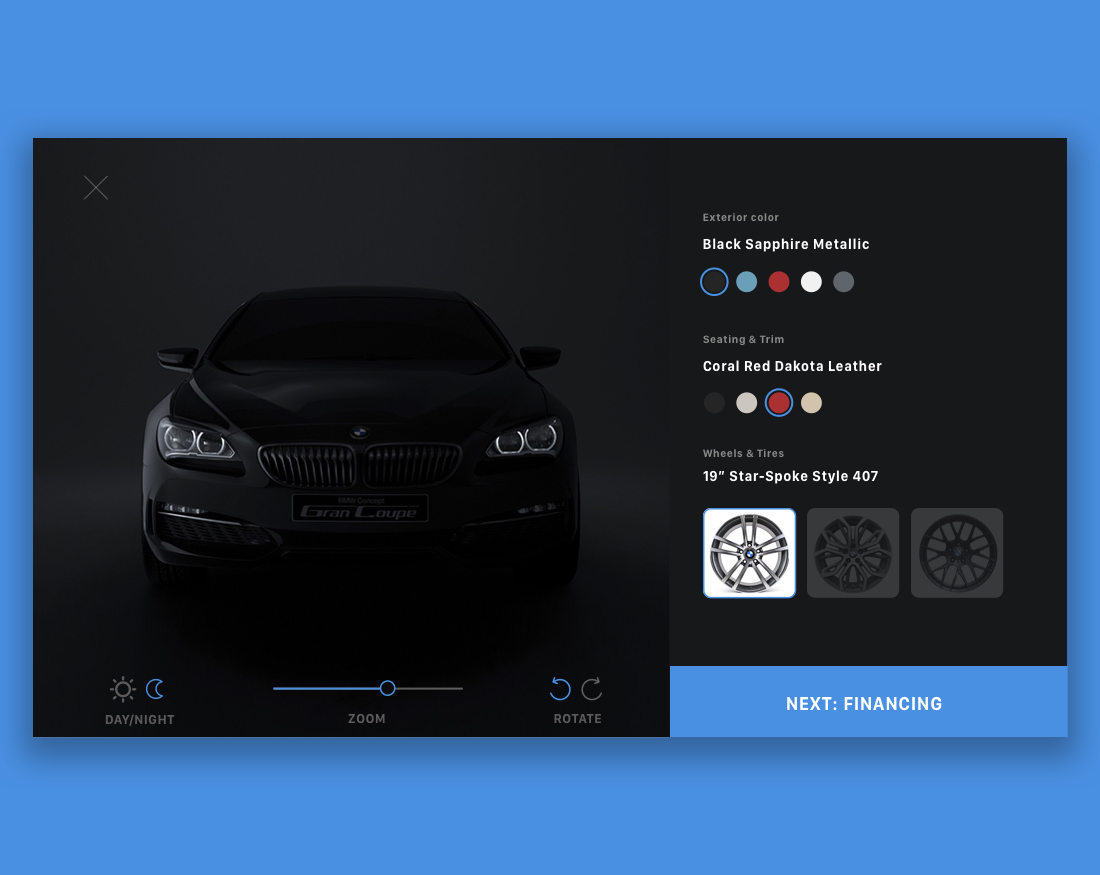 Exterior color
Black Sapphire Metallic
Seating & Trim
Coral Red Dakota Leather
Wheels & Tires
19” Star-Spoke Style 407
BMW Concept
Gran Coupe
DAY/NIGHT
ZOOM
ROTATE
NEXT: FINANCING